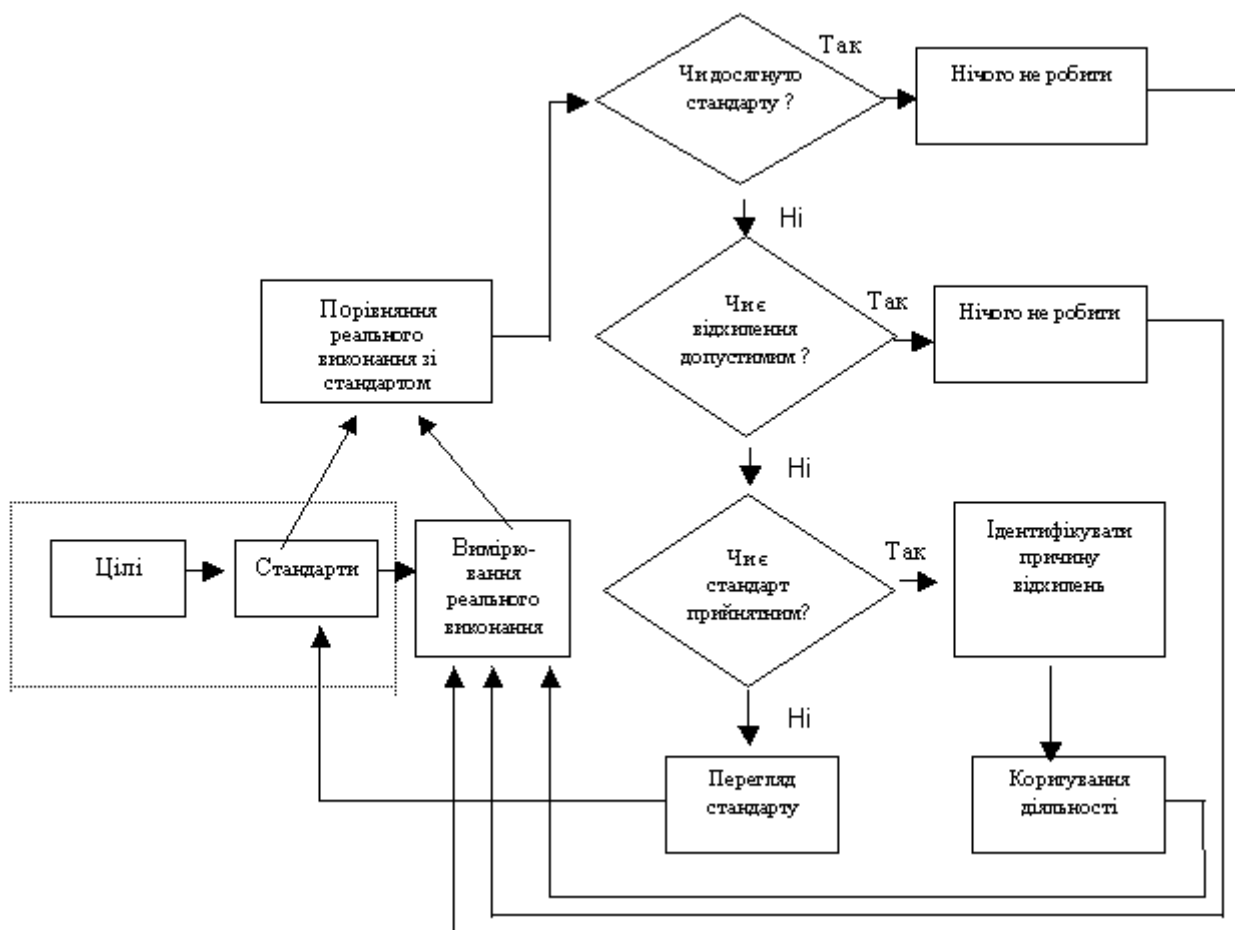 Так
Чи досягнуто
стандарту ?
Нічого не робити
Ні
Порівняння
реального
виконання зі
стандартом
Чи є
відхилення
допустимим ?
Так
Нічого не робити
Ні
Цілі
Стандарти
Вимірю-
вання
реального
виконання
Чи є
стандарт
прийнятним?
Так
Ідентифікувати
причину
відхилень
Ні
Перегляд
стандарту
Коригування
діяльності